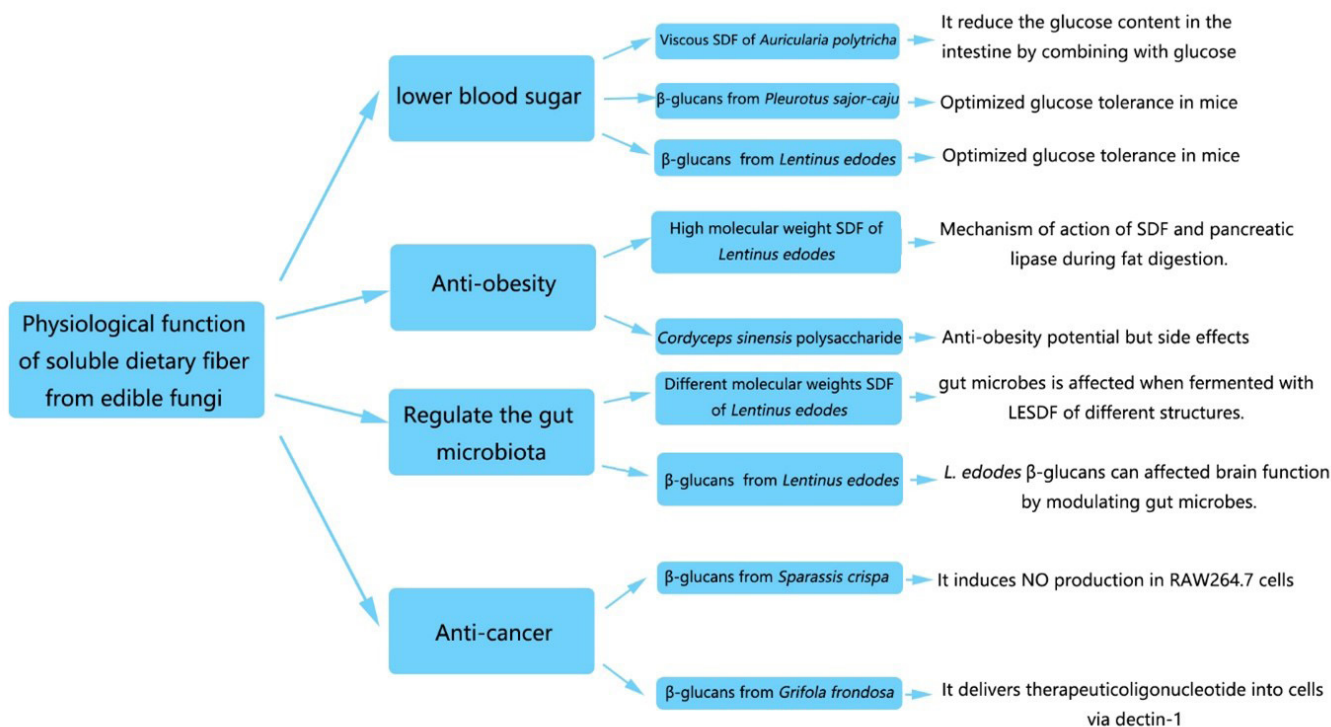 Physiological function
of soluble dietary fiber
from edible fungi
lower blood sugar
Viscous SDF of Auricularia polytricha
It reduce the glucose content in the
intestine by combining with glucose
β-glucans from Pleurotus sajor-caju
Optimized glucose tolerance in mice
β-glucans from Lentinus edodes
Optimized glucose tolerance in mice
Anti-obesity
High molecular weight SDF of
Lentinus edodes
Mechanism of action of SDF and pancreatic
lipase during fat digestion.
Cordyceps sinensis polysaccharide
Anti-obesity potential but side effects
Regulate the gut
microbiota
Different molecular weights SDF
of Lentinus edodes
gut microbes is affected when fermented with
LESDF of different structures.
β-glucans from Lentinus edodes
L. edodes β-glucans can affected brain function
by modulating gut microbes.
Anti-cancer
β-glucans from Sparassis crispa
It induces NO production in RAW264.7 cells
β-glucans from Grifola frondosa
It delivers therapeuticoligonucleotide into cells
via dectin-1